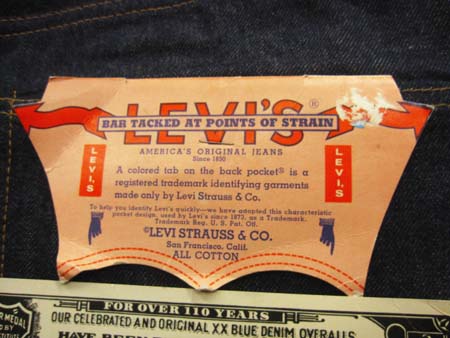 LEVI'S®
BAR TACKED AT POINTS OF STRAIN
AMERICA'S ORIGINAL JEANS
Since 1850
LEVI'S
LEVI'S
A colored tab on the back pocket® is a
registered trademark identifying garments
made only by Levi Strauss & Co.
To help you identify Levi's quickly—we have adopted this characteristic
pocket design, used by Levi's since 1873, as a Trademark.
Trademark Reg. U.S. Pat. Off.
©LEVI STRAUSS & CO.
San Francisco, Calif.
ALL COTTON
FOR OVER 110 YEARS
OUR CELEBRATED AND ORIGINAL XX BLUE DENIM OVERALLS
HAVE BEEN